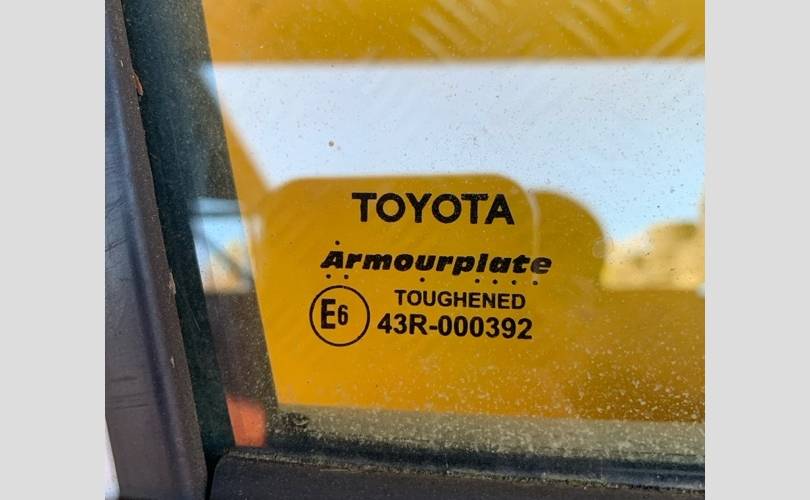 TOYOTA
Armourplate
TOUGHENED
E6
43R-000392